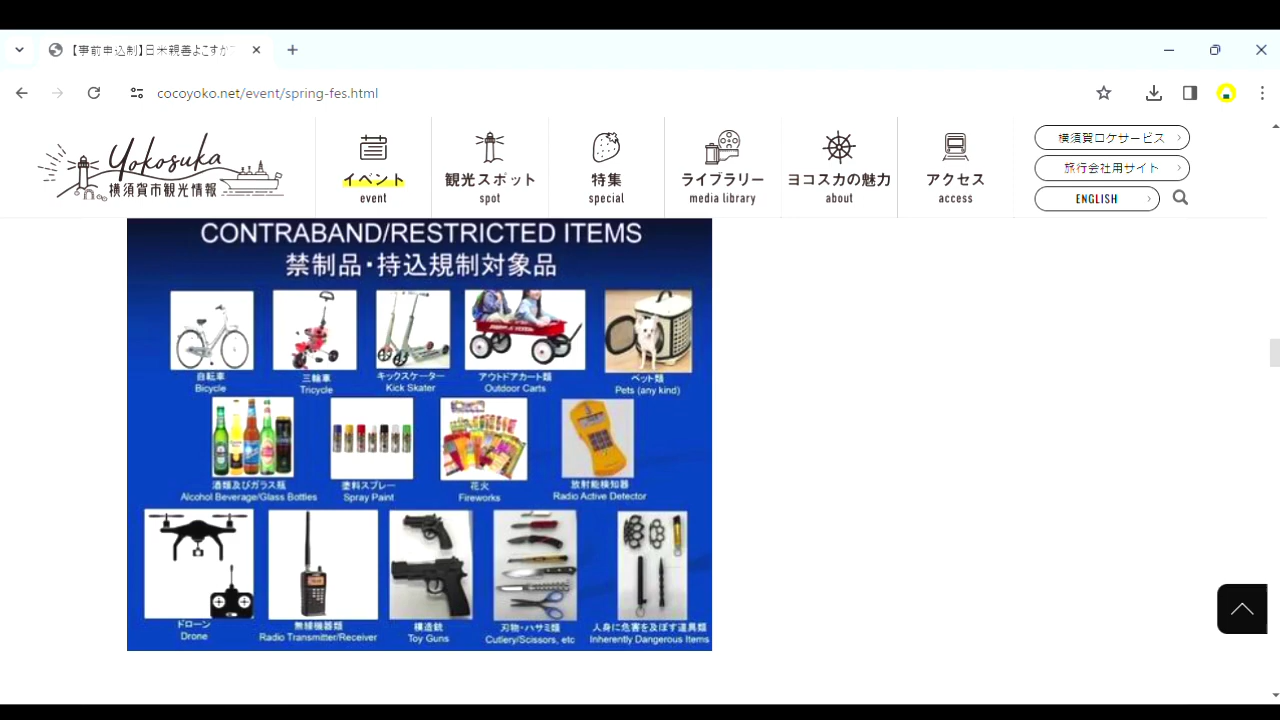 【事前申込制】日米親善よこすか
cocoyoko.net/event/spring-fes.html
Yokosuka
横須賀市観光情報
イベント
event
観光スポット
spot
特集
special
ライブラリー
media library
ヨコスカの魅力
about
アクセス
access
横須賀ロケサービス
旅行会社用サイト
ENGLISH
CONTRABAND/RESTRICTED ITEMS
禁制品・持込規制対象品
自転車
Bicycle
三輪車
Tricycle
キックスケーター
Kick Skater
アウトドアカート類
Outdoor Carts
ペット類
Pets (any kind)
酒類及びガラス瓶
Alcohol Beverage/Glass Bottles
塗料スプレー
Spray Paint
花火
Fireworks
放射能検知器
Radio Active Detector
ドローン
Drone
無線機器類
Radio Transmitter/Receiver
模造銃
Toy Guns
刃物・ハサミ類
Cutlery/Scissors, etc
人身に危害を及ぼす道具類
Inherently Dangerous Items